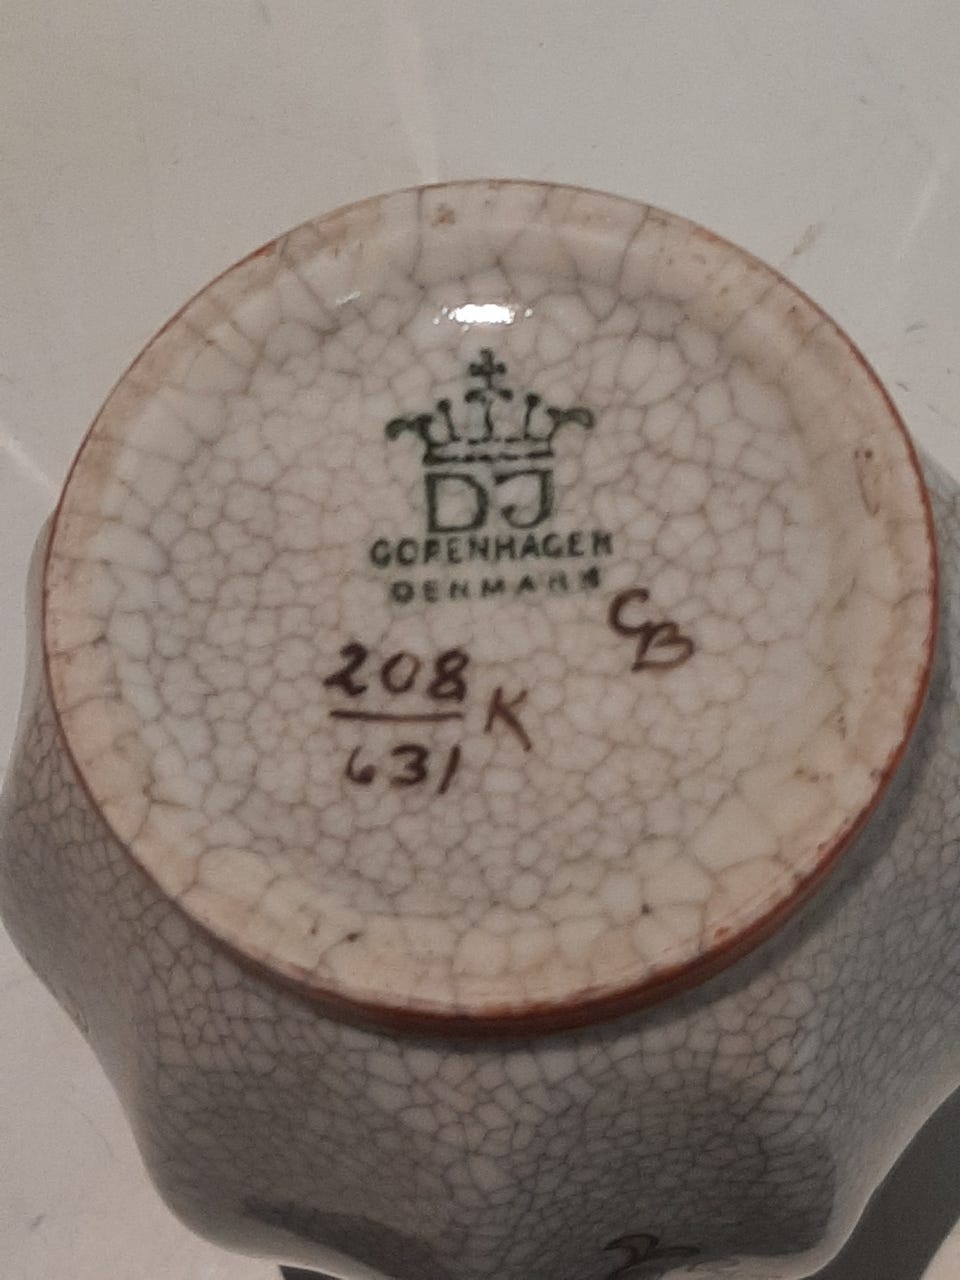 DJ
COPENHAGEN
DENMARK
CB
208
631 K